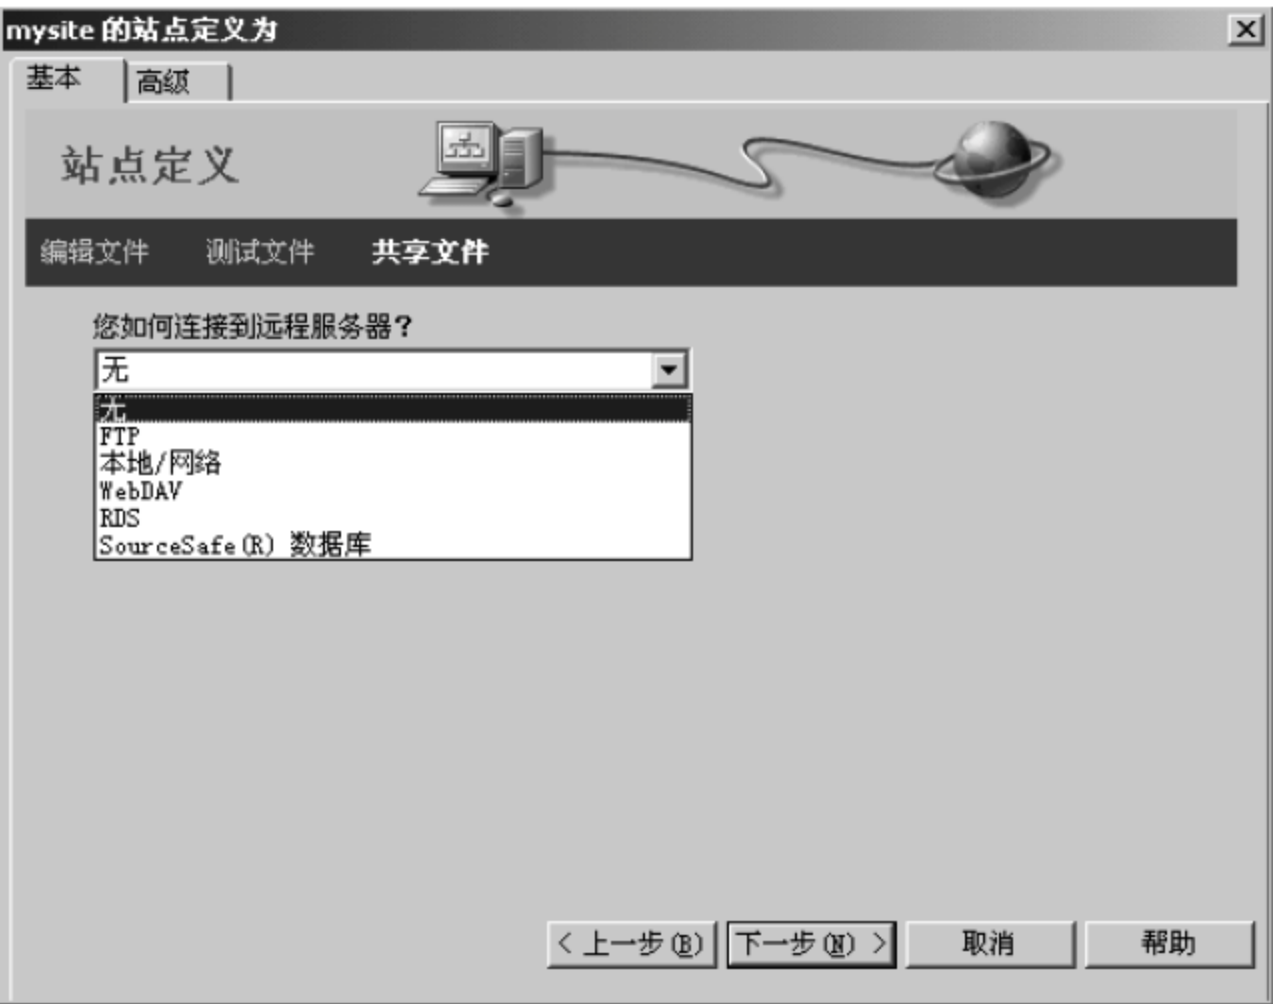 mysite 的站点定义为
基本 高级
站点定义
编辑文件 测试文件 共享文件
您如何连接到远程服务器？
无
无
FTP
本地/网络
WebDAV
RDS
SourceSafe(R) 数据库
< 上一步(B) 下一步(N) > 取消 帮助